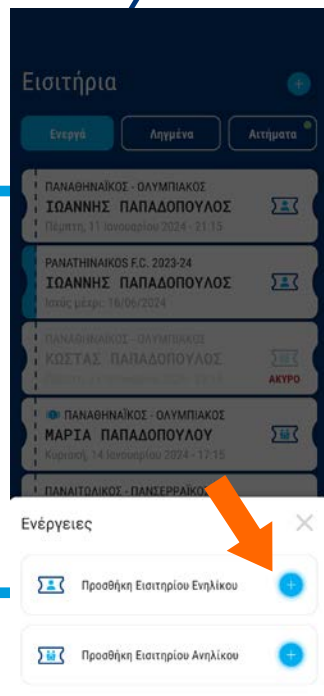 Εισιτήρια
Ενεργά Ληγμένα Αιτήματα
ΠΑΝΑΘΗΝΑΪΚΟΣ - ΟΛΥΜΠΙΑΚΟΣ
ΙΩΑΝΝΗΣ ΠΑΠΑΔΟΠΟΥΛΟΣ
Πέμπτη, 11 Ιανουαρίου 2024 - 21:15
PANATHINAIKOS F.C. 2023-24
ΙΩΑΝΝΗΣ ΠΑΠΑΔΟΠΟΥΛΟΣ
Ισχύς μέχρι: 16/06/2024
ΠΑΝΑΘΗΝΑΪΚΟΣ - ΟΛΥΜΠΙΑΚΟΣ
ΚΩΣΤΑΣ ΠΑΠΑΔΟΠΟΥΛΟΣ
ΑΚΥΡΟ
ΠΑΝΑΘΗΝΑΪΚΟΣ - ΟΛΥΜΠΙΑΚΟΣ
ΜΑΡΙΑ ΠΑΠΑΔΟΠΟΥΛΟΥ
Κυριακή, 14 Ιανουαρίου 2024 - 17:15
ΠΑΝΑΙΤΩΛΙΚΟΣ - ΠΑΝΣΕΡΡΑΪΚΟΣ
Ενέργειες
Προσθήκη Εισιτηρίου Ενηλίκου
Προσθήκη Εισιτηρίου Ανηλίκου